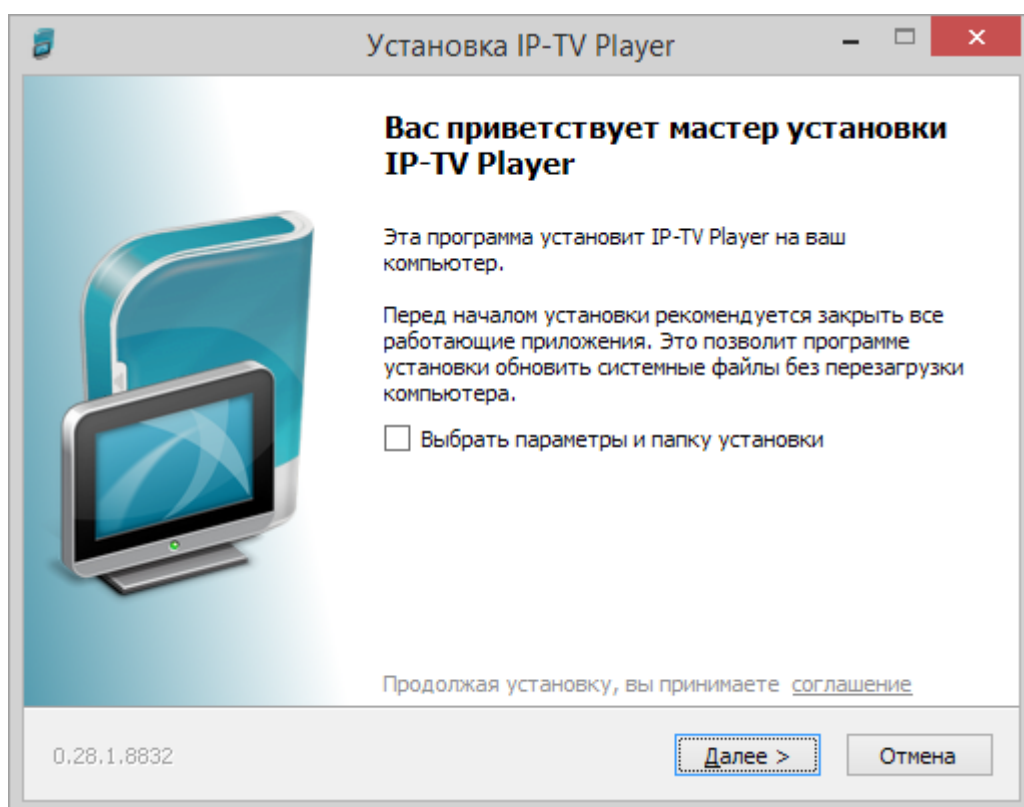 Установка IP-TV Player
Вас приветствует мастер установки
IP-TV Player
Эта программа установит IP-TV Player на ваш
компьютер.
Перед началом установки рекомендуется закрыть все
работающие приложения. Это позволит программе
установки обновить системные файлы без перезагрузки
компьютера.
Выбрать параметры и папку установки
Продолжая установку, вы принимаете соглашение
0.28.1.8832
Далее >
Отмена